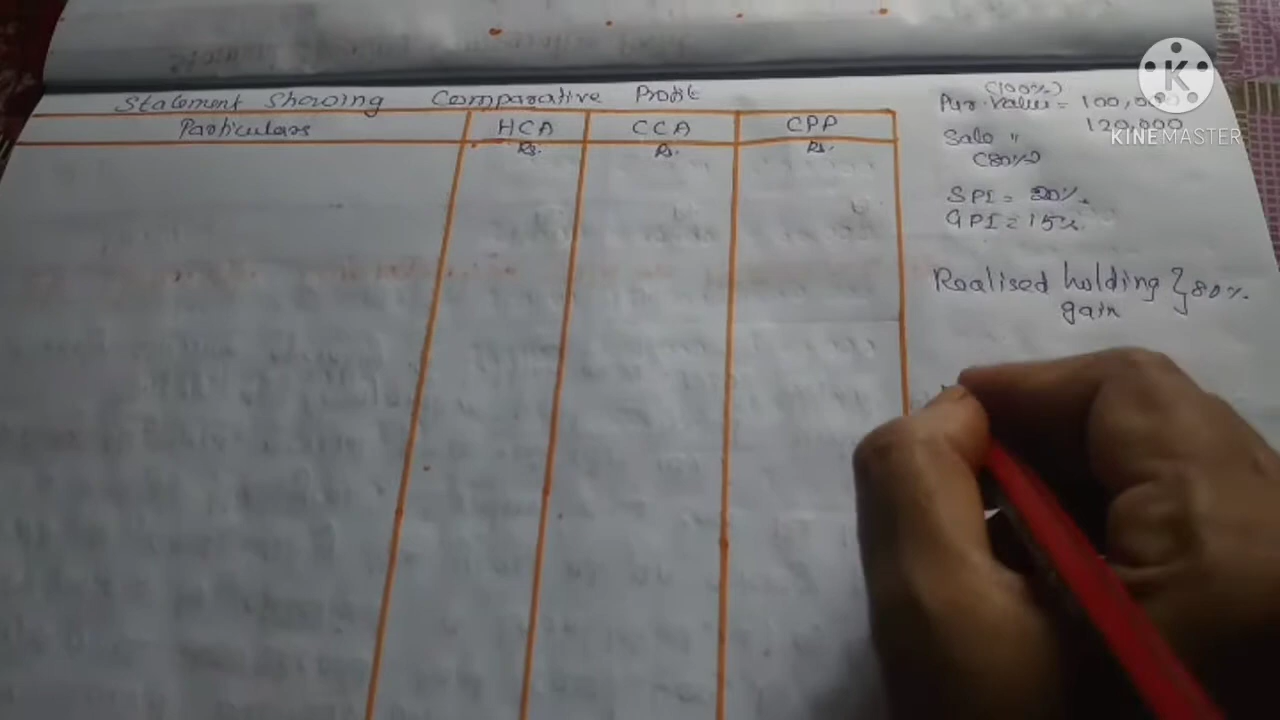 Statement Showing Comparative Profit
Particulars HCA CCA CPP
Rs. Rs. Rs.
(100%)
Pur. Value = 100,000
Sale " 120,000
(80%)
SPI = 20%
GPI = 15%
Realised holding } 80%
gain
K
KINEMASTER